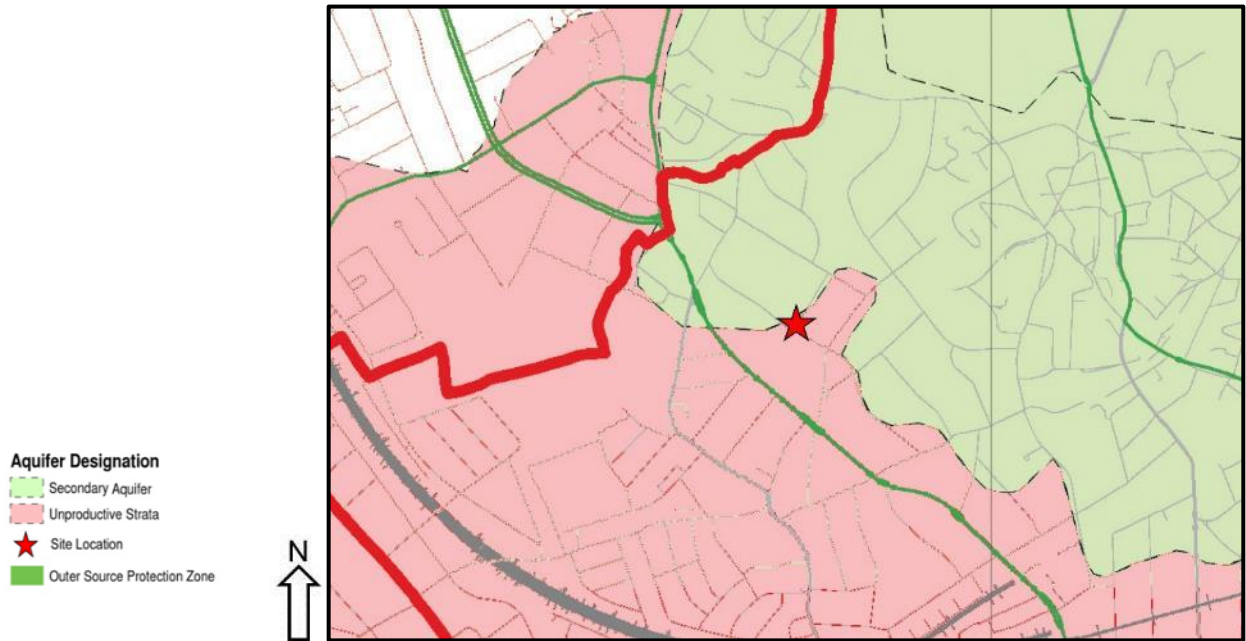 Aquifer Designation
Secondary Aquifer
Unproductive Strata
Site Location
Outer Source Protection Zone
N